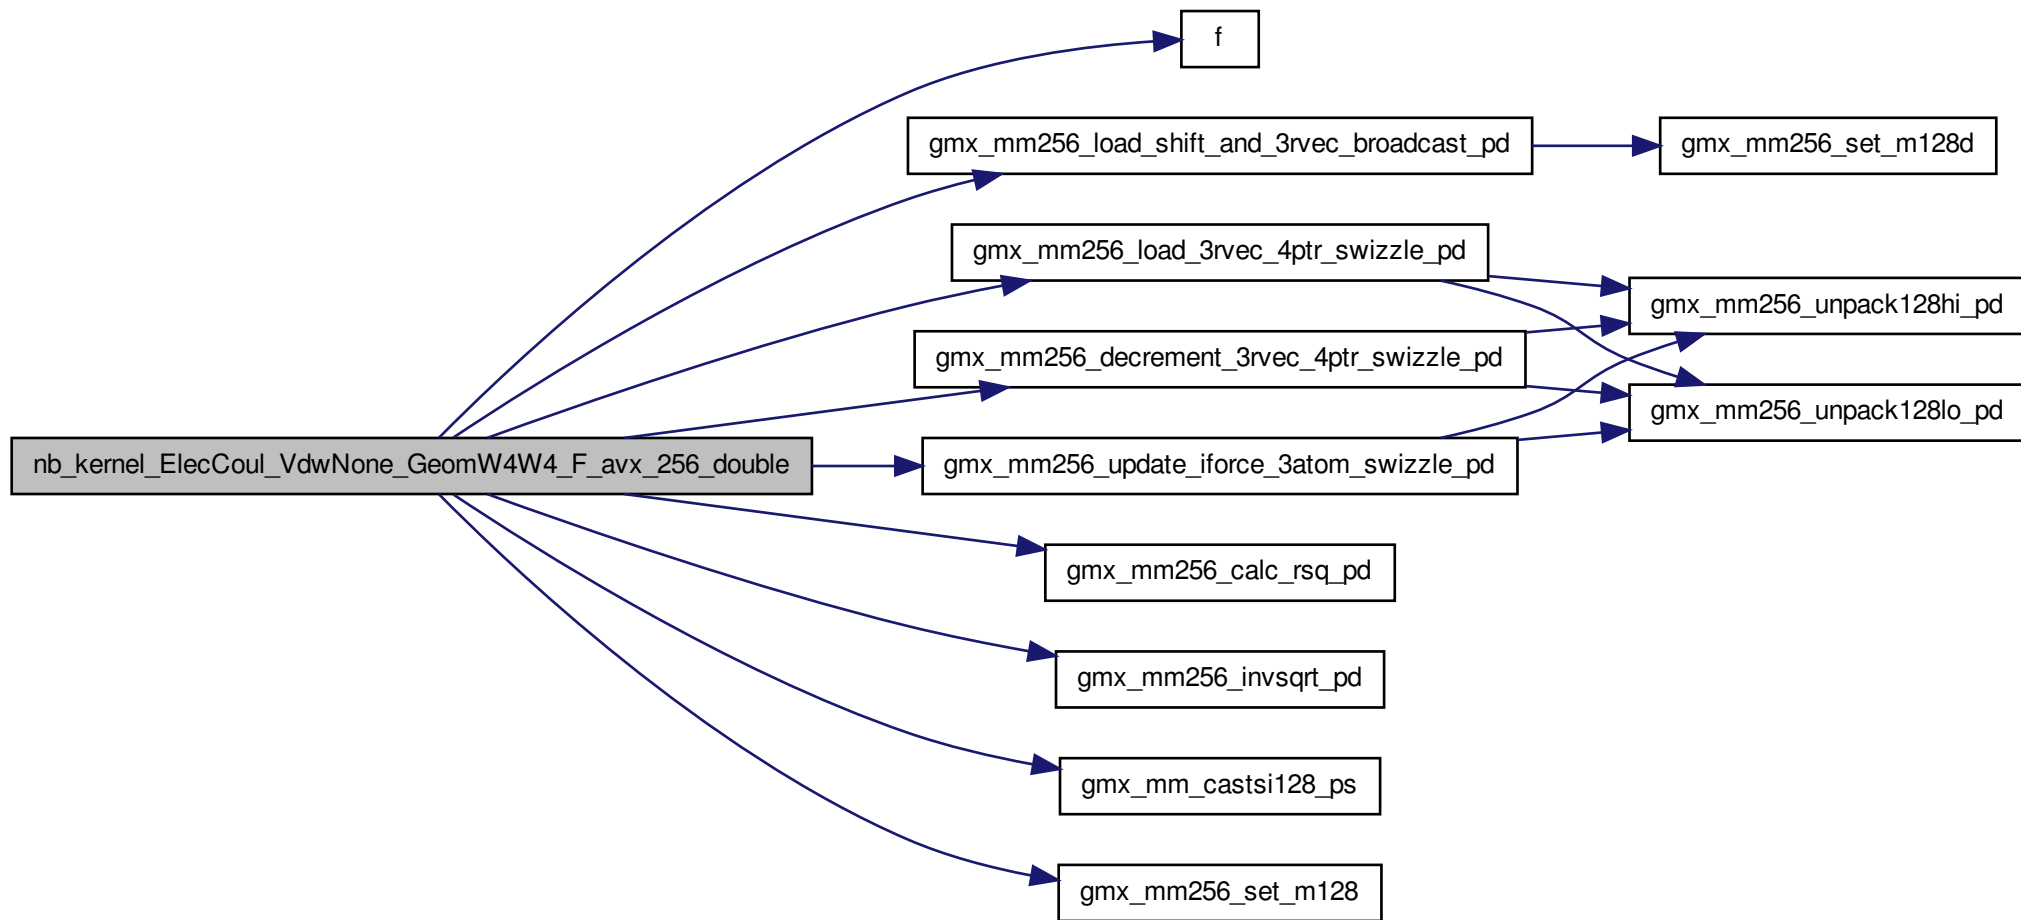 f
gmx_mm256_load_shift_and_3rvec_broadcast_pd
gmx_mm256_set_m128d
gmx_mm256_load_3rvec_4ptr_swizzle_pd
gmx_mm256_unpack128hi_pd
gmx_mm256_decrement_3rvec_4ptr_swizzle_pd
gmx_mm256_unpack128lo_pd
nb_kernel_ElecCoul_VdwNone_GeomW4W4_F_avx_256_double
gmx_mm256_update_iforce_3atom_swizzle_pd
gmx_mm256_calc_rsq_pd
gmx_mm256_invsqrt_pd
gmx_mm_castsi128_ps
gmx_mm256_set_m128